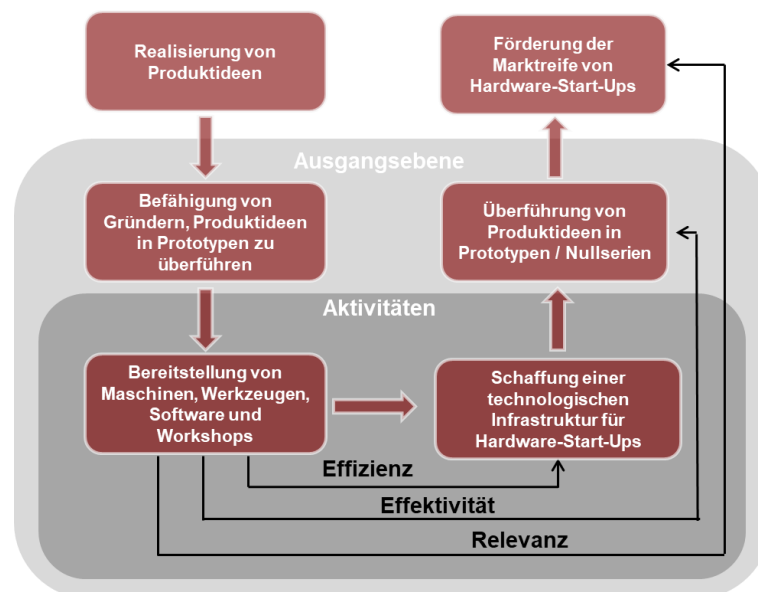 Realisierung von
Produktideen
Förderung der
Marktreife von
Hardware-Start-Ups
Ausgangsebene
Befähigung von
Gründern, Produktideen
in Prototypen zu
überführen
Überführung von
Produktideen in
Prototypen / Nullserien
Aktivitäten
Bereitstellung von
Maschinen, Werkzeugen,
Software und
Workshops
Schaffung einer
technologischen
Infrastruktur für
Hardware-Start-Ups
Effizienz
Effektivität
Relevanz